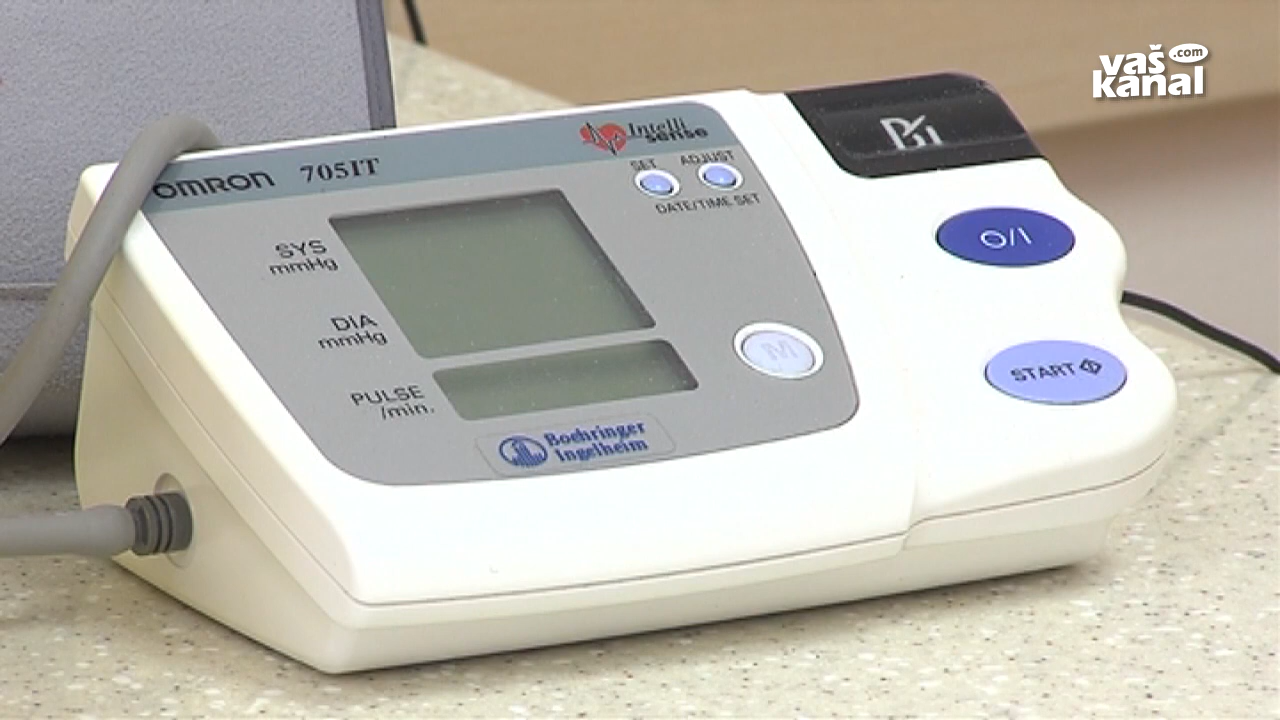 vaš .com
kanal
OMRON 705IT
Intelli
sense
SET ADJUST
DATE/TIME SET
SYS
mmHg
DIA
mmHg
PULSE
/min.
M
O/I
START
Boehringer
Ingelheim